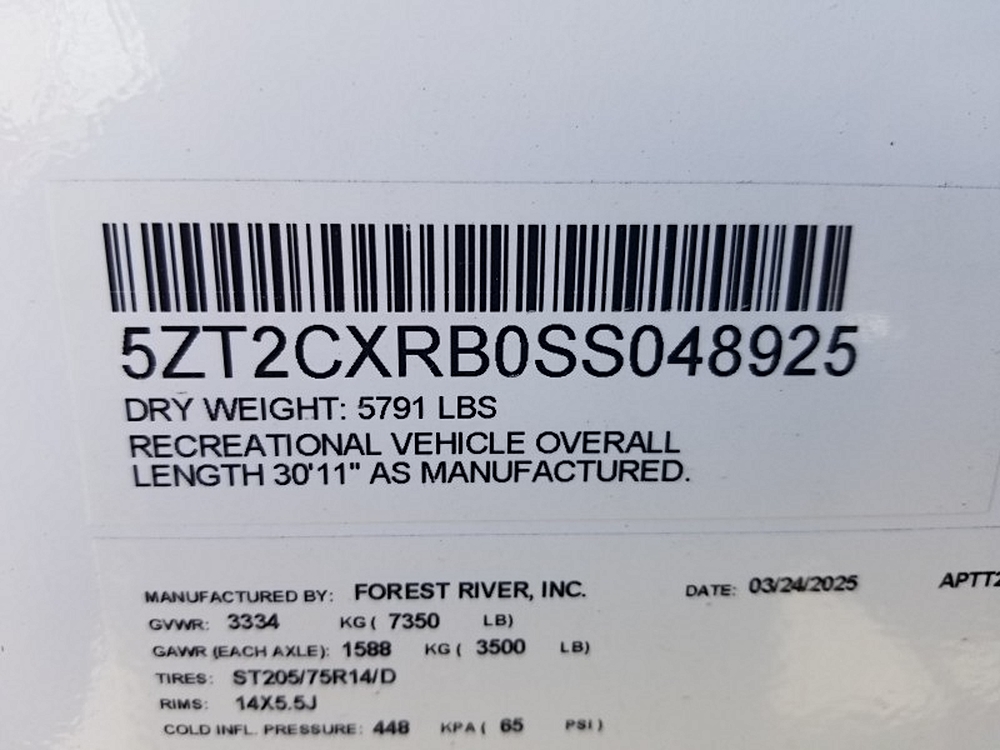 5ZT2CXRB0SS048925
DRY WEIGHT: 5791 LBS
RECREATIONAL VEHICLE OVERALL
LENGTH 30'11" AS MANUFACTURED.
MANUFACTURED BY: FOREST RIVER, INC. DATE: 03/24/2025 APTT2
GVWR: 3334 KG ( 7350 LB)
GAWR (EACH AXLE): 1588 KG ( 3500 LB)
TIRES: ST205/75R14/D
RIMS: 14X5.5J
COLD INFL. PRESSURE: 448 KPA ( 65 PSI )